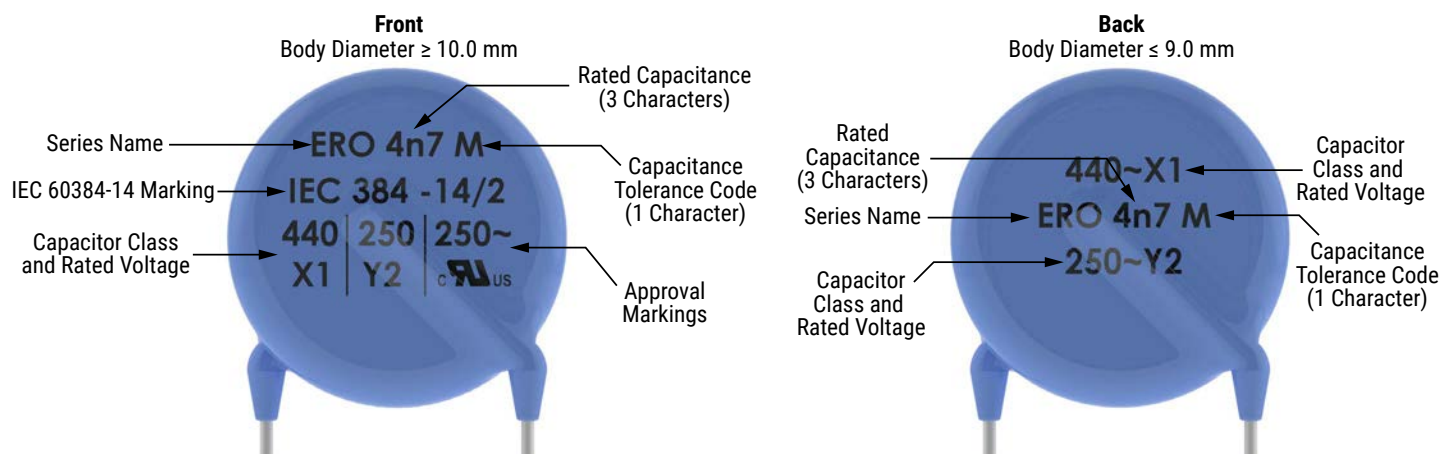 Front
Body Diameter ≥ 10.0 mm
Rated Capacitance
(3 Characters)
Series Name
ERO 4n7 M
Capacitance
Tolerance Code
(1 Character)
IEC 60384-14 Marking
IEC 384 -14/2
Capacitor Class
and Rated Voltage
440 250 250~
X1 Y2 c RU US
Approval
Markings
Back
Body Diameter ≤ 9.0 mm
Rated
Capacitance
(3 Characters)
440~X1
Capacitor
Class and
Rated Voltage
Series Name
ERO 4n7 M
Capacitance
Tolerance Code
(1 Character)
250~Y2
Capacitor
Class and
Rated Voltage